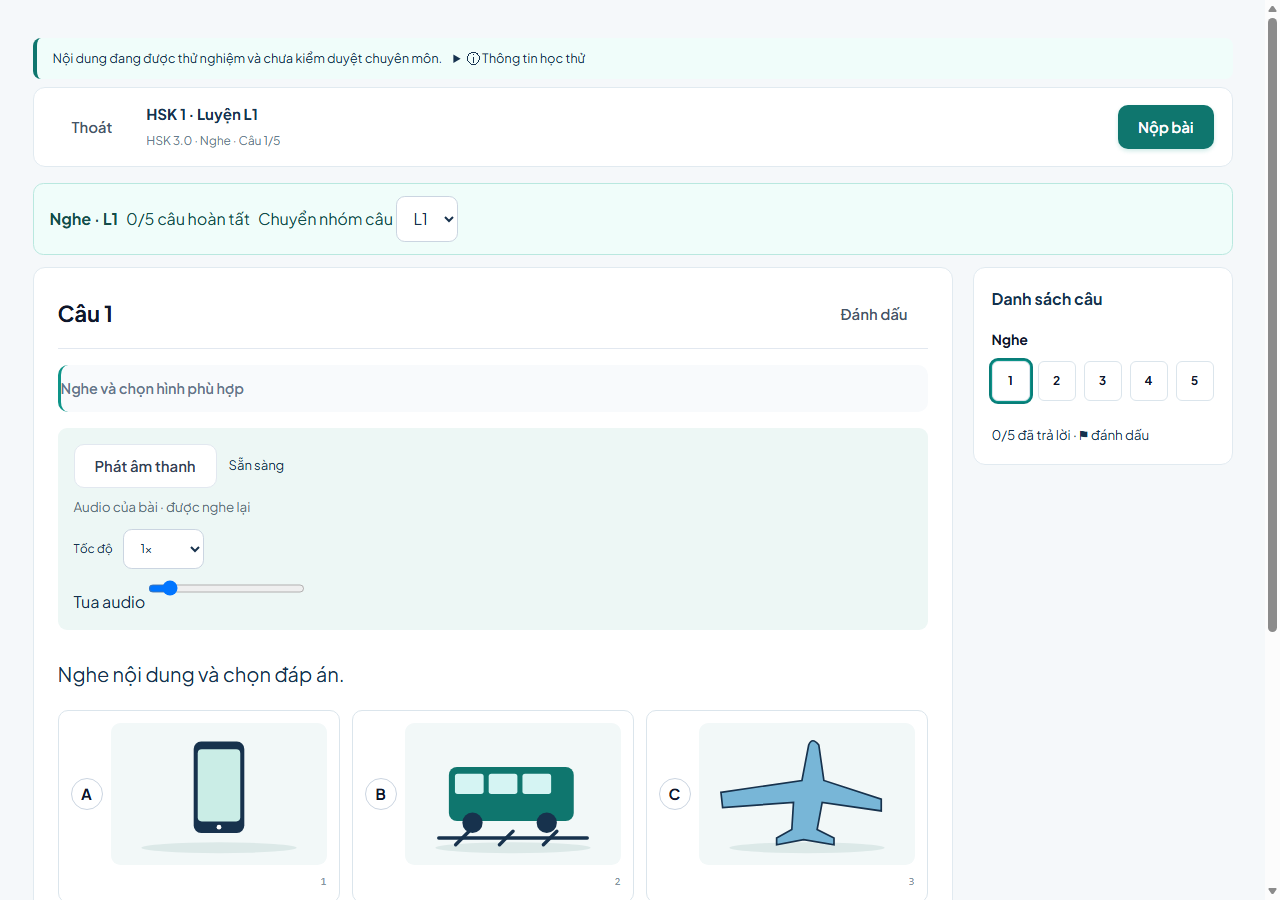 Nội dung đang được thử nghiệm và chưa kiểm duyệt chuyên môn. ▶ ⓘ Thông tin học thử
Thoát
HSK 1 · Luyện L1
HSK 3.0 · Nghe · Câu 1/5
Nộp bài
Nghe · L1 0/5 câu hoàn tất Chuyển nhóm câu L1
Câu 1
Đánh dấu
Nghe và chọn hình phù hợp
Phát âm thanh Sẵn sàng
Audio của bài · được nghe lại
Tốc độ 1×
Tua audio
Nghe nội dung và chọn đáp án.
A
1
B
2
C
3
Danh sách câu
Nghe
1 2 3 4 5
0/5 đã trả lời · ⚑ đánh dấu